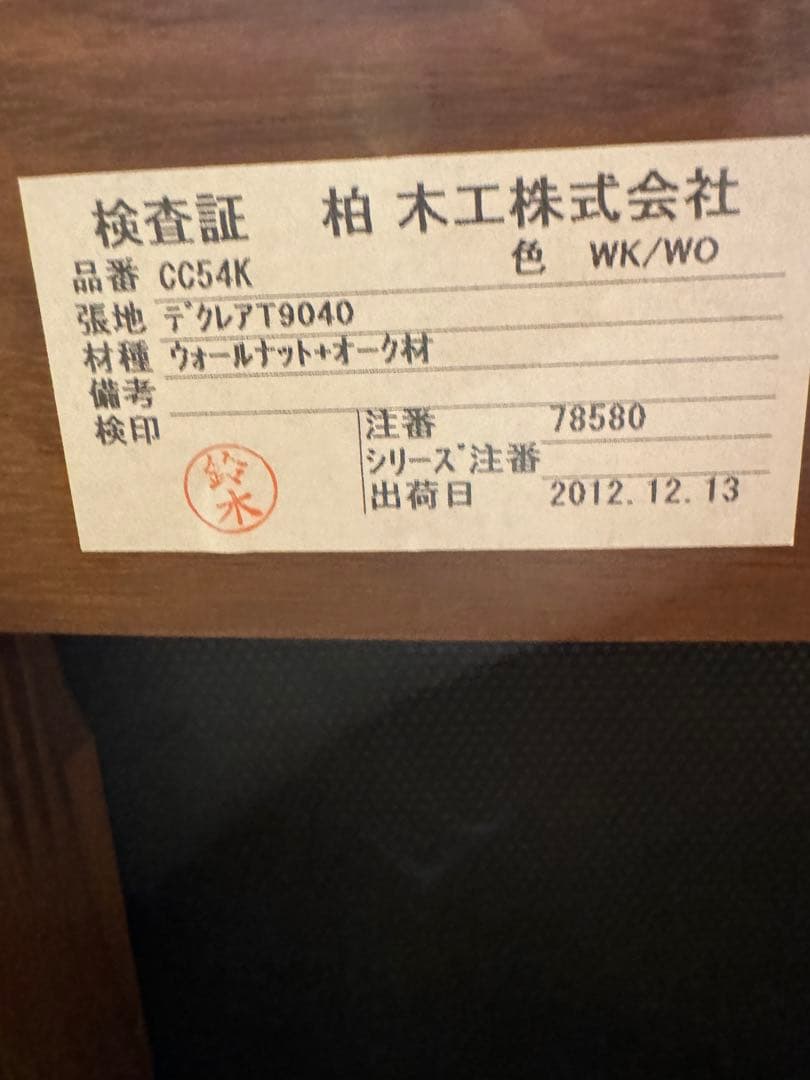 検査証 柏木工株式会社
品番 CC54K 色 WK/WO
張地 デクレアT9040
材種 ウォールナット+オーク材
備考
検印
注番 78580
シリーズ注番
出荷日 2012.12.13
鈴木